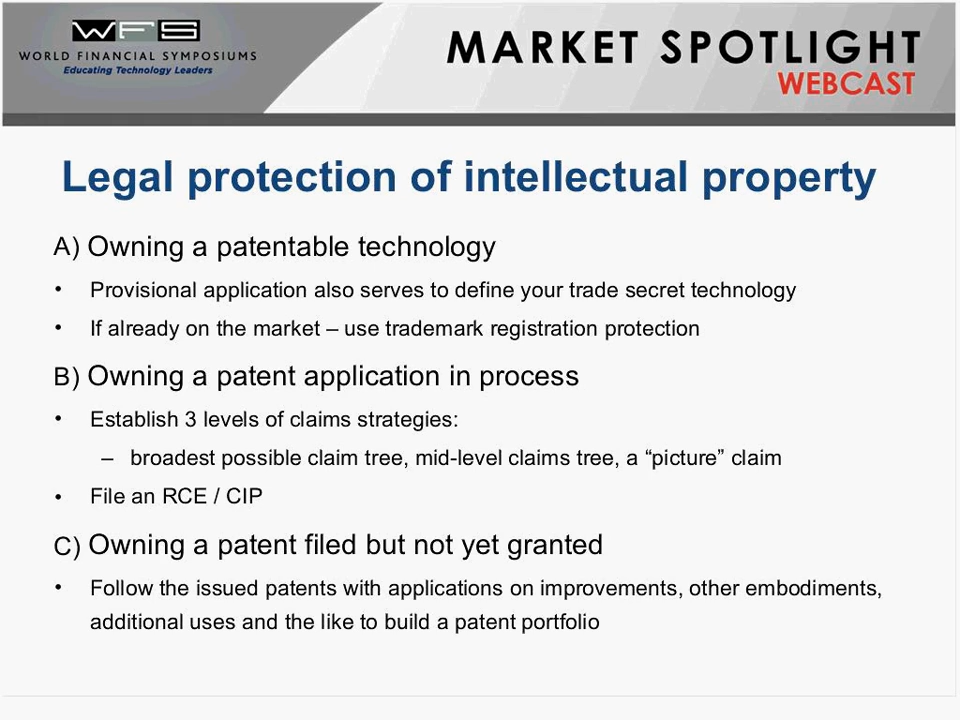 WFS
WORLD FINANCIAL SYMPOSIUMS
Educating Technology Leaders
MARKET SPOTLIGHT
WEBCAST
Legal protection of intellectual property
A) Owning a patentable technology
• Provisional application also serves to define your trade secret technology
• If already on the market – use trademark registration protection
B) Owning a patent application in process
• Establish 3 levels of claims strategies:
– broadest possible claim tree, mid-level claims tree, a “picture” claim
• File an RCE / CIP
C) Owning a patent filed but not yet granted
• Follow the issued patents with applications on improvements, other embodiments,
additional uses and the like to build a patent portfolio